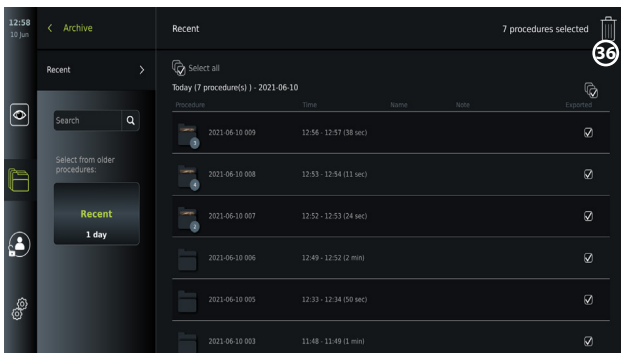 12:58
10 Jun
Archive
Recent
7 procedures selected
36
Recent
Select all
Today (7 procedure(s) ) - 2021-06-10
Procedure Time Name Note Exported
Search
Select from older
procedures:
Recent
1 day
2021-06-10 009 12:56 - 12:57 (38 sec)
3
2021-06-10 008 12:53 - 12:54 (11 sec)
4
2021-06-10 007 12:52 - 12:53 (24 sec)
2
2021-06-10 006 12:49 - 12:52 (2 min)
2021-06-10 005 12:33 - 12:34 (50 sec)
2021-06-10 003 11:48 - 11:49 (1 min)